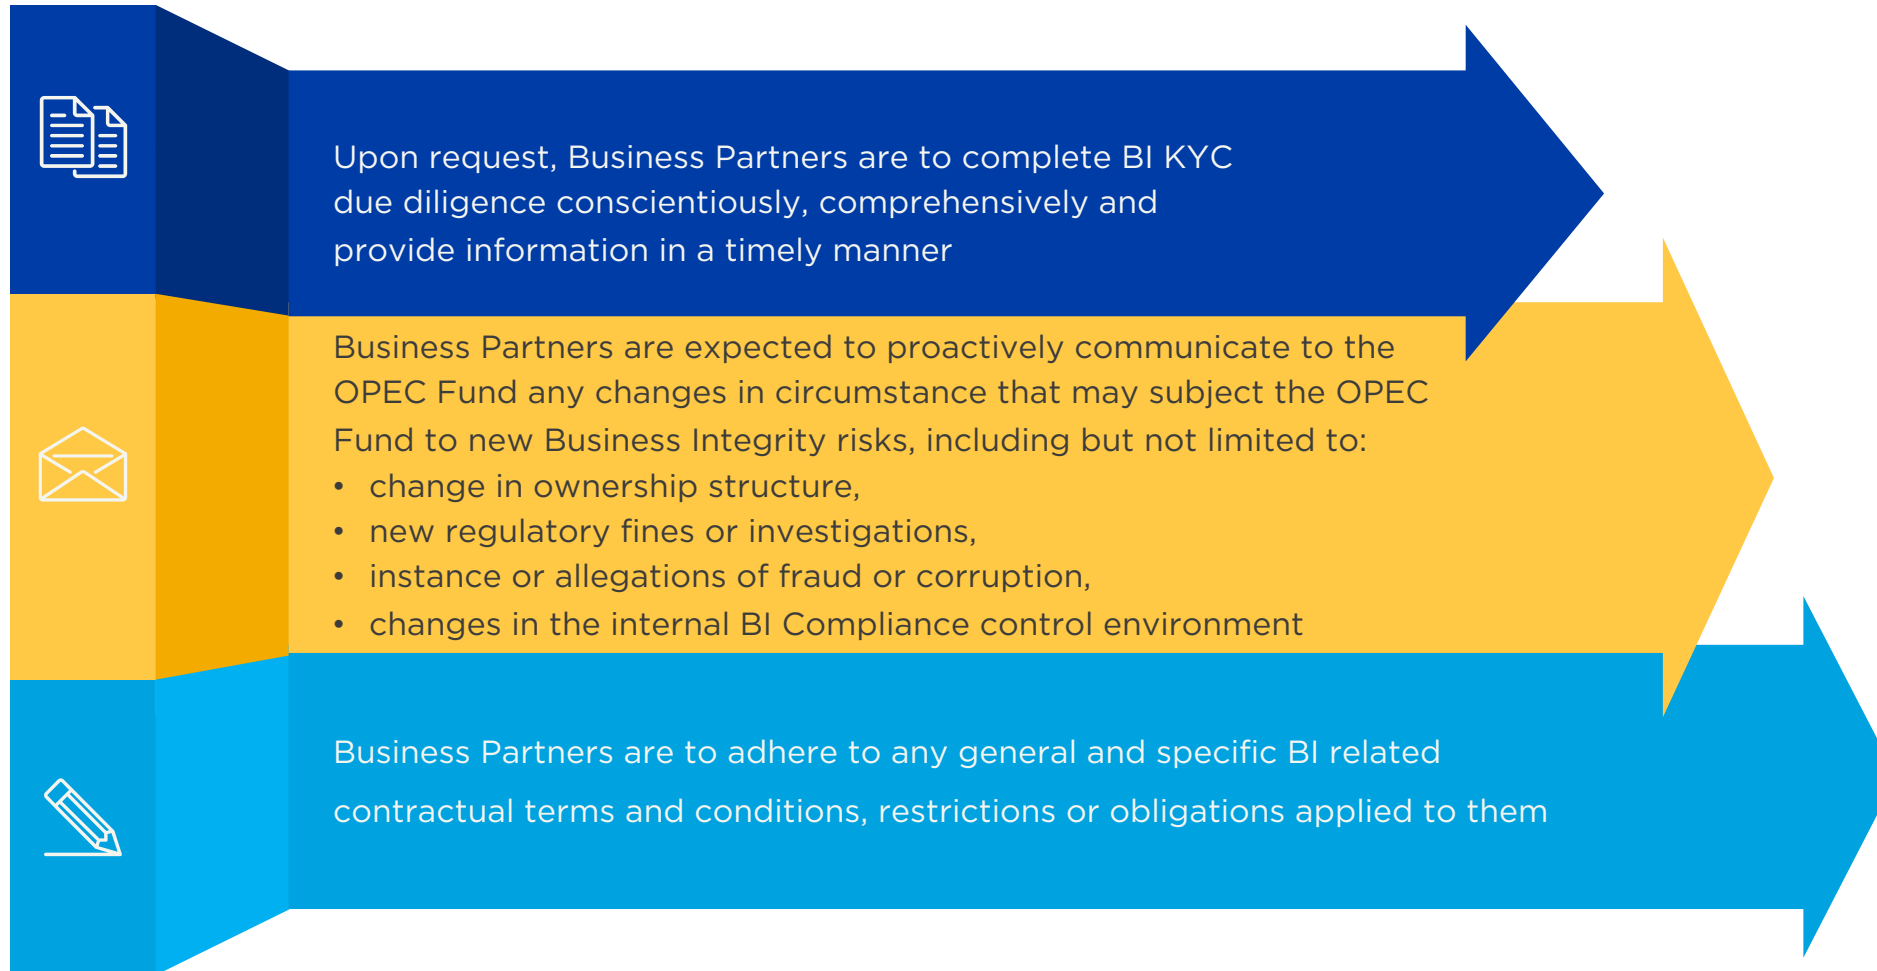 Upon request, Business Partners are to complete BI KYC
due diligence conscientiously, comprehensively and
provide information in a timely manner
Business Partners are expected to proactively communicate to the
OPEC Fund any changes in circumstance that may subject the OPEC
Fund to new Business Integrity risks, including but not limited to:
• change in ownership structure,
• new regulatory fines or investigations,
• instance or allegations of fraud or corruption,
• changes in the internal BI Compliance control environment
Business Partners are to adhere to any general and specific BI related
contractual terms and conditions, restrictions or obligations applied to them